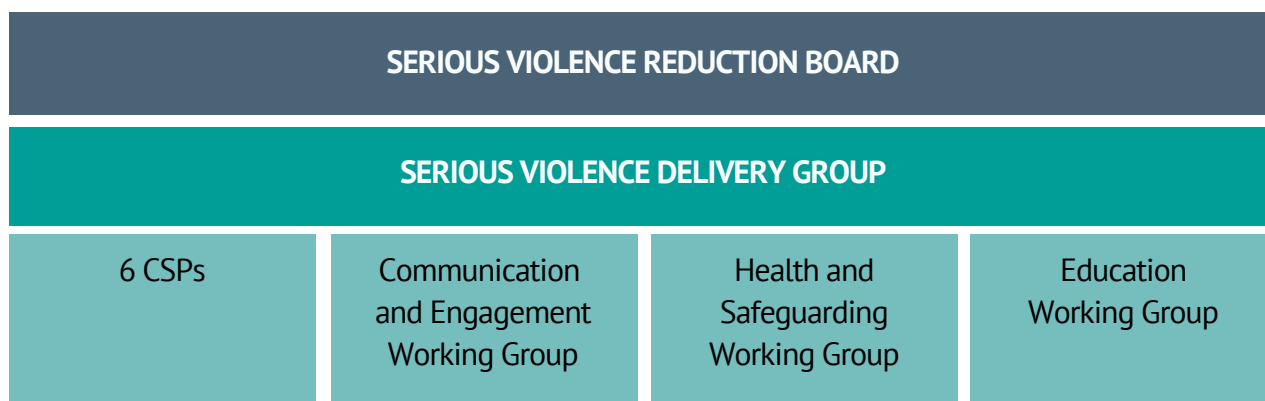 SERIOUS VIOLENCE REDUCTION BOARD
SERIOUS VIOLENCE DELIVERY GROUP
6 CSPs
Communication
and Engagement
Working Group
Health and
Safeguarding
Working Group
Education
Working Group